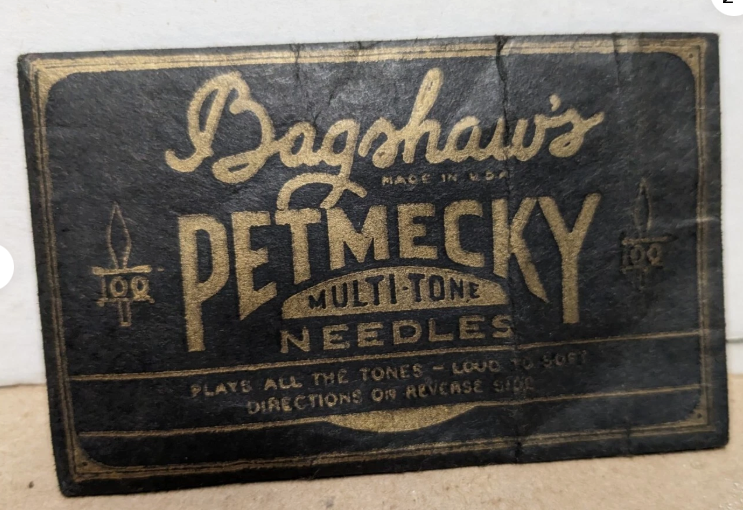 Bagshaw's
MADE IN U.S.A.
PETMECKY
MULTI-TONE
NEEDLES
100
100
PLAYS ALL THE TONES - LOUD TO SOFT
DIRECTIONS ON REVERSE SIDE